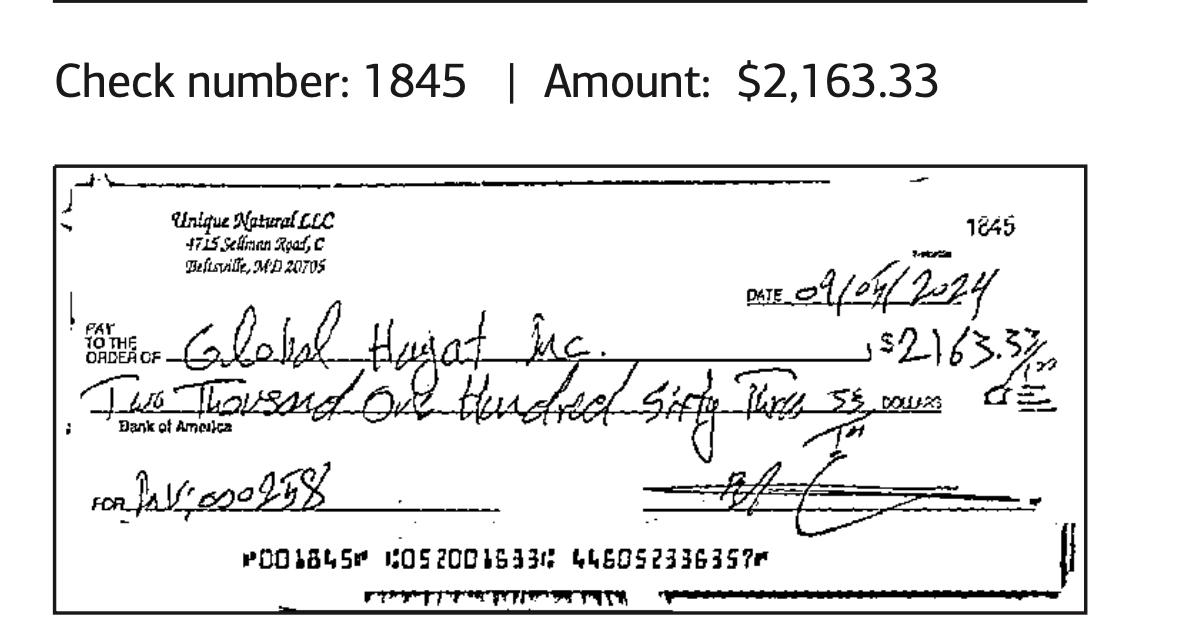 Check number: 1845 | Amount: $2,163.33
Unique Natural LLC
4715 Sellman Road, C
Beltsville, MD 20705
1845
DATE 09/04/2024
PAY
TO THE
ORDER OF Global Hayat Inc. $2163.33/100
Two Thousand One Hundred Sixty Three 33/100 DOLLARS
Bank of America
FOR INV:000258
⑈001845⑈ ⑆052001633⑆ 446052336357⑈